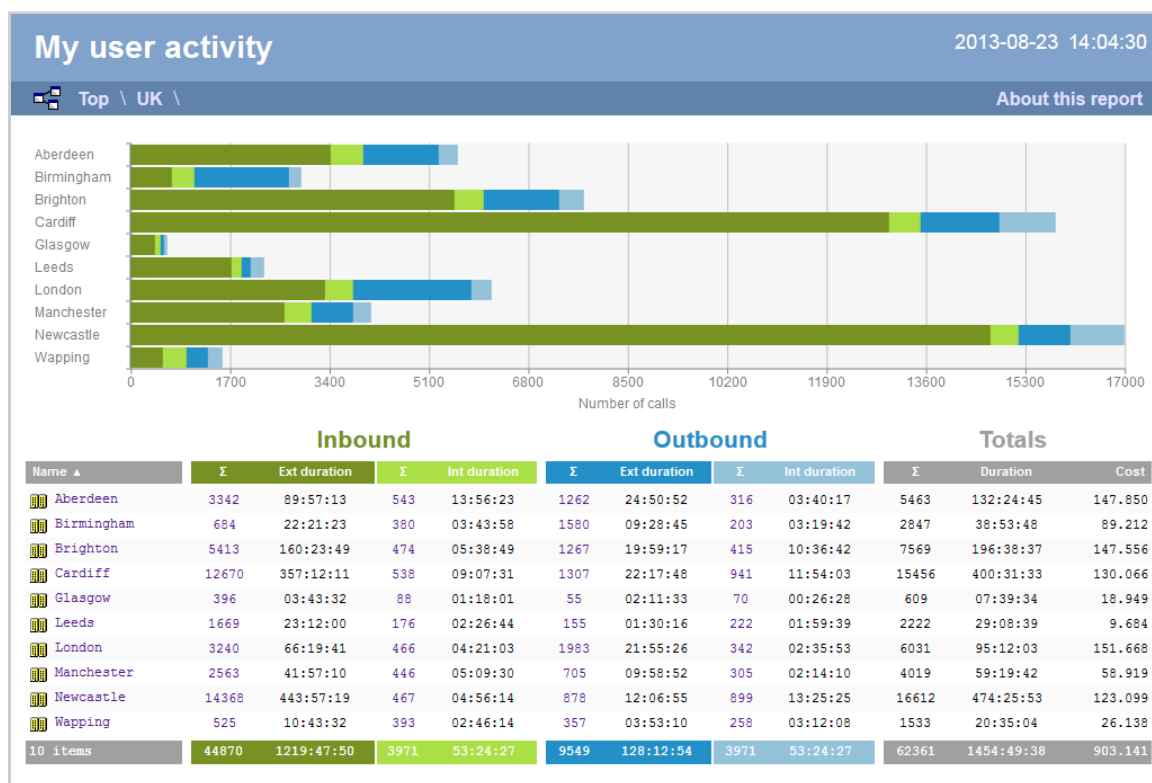 My user activity 2013-08-23 14:04:30
Top \ UK \ About this report
Aberdeen
Birmingham
Brighton
Cardiff
Glasgow
Leeds
London
Manchester
Newcastle
Wapping
0 1700 3400 5100 6800 8500 10200 11900 13600 15300 17000
Number of calls
Inbound Outbound Totals
Name ▲ Σ Ext duration Σ Int duration Σ Ext duration Σ Int duration Σ Duration Cost
Aberdeen 3342 89:57:13 543 13:56:23 1262 24:50:52 316 03:40:17 5463 132:24:45 147.850
Birmingham 684 22:21:23 380 03:43:58 1580 09:28:45 203 03:19:42 2847 38:53:48 89.212
Brighton 5413 160:23:49 474 05:38:49 1267 19:59:17 415 10:36:42 7569 196:38:37 147.556
Cardiff 12670 357:12:11 538 09:07:31 1307 22:17:48 941 11:54:03 15456 400:31:33 130.066
Glasgow 396 03:43:32 88 01:18:01 55 02:11:33 70 00:26:28 609 07:39:34 18.949
Leeds 1669 23:12:00 176 02:26:44 155 01:30:16 222 01:59:39 2222 29:08:39 9.684
London 3240 66:19:41 466 04:21:03 1983 21:55:26 342 02:35:53 6031 95:12:03 151.668
Manchester 2563 41:57:10 446 05:09:30 705 09:58:52 305 02:14:10 4019 59:19:42 58.919
Newcastle 14368 443:57:19 467 04:56:14 878 12:06:55 899 13:25:25 16612 474:25:53 123.099
Wapping 525 10:43:32 393 02:46:14 357 03:53:10 258 03:12:08 1533 20:35:04 26.138
10 items 44870 1219:47:50 3971 53:24:27 9549 128:12:54 3971 53:24:27 62361 1454:49:38 903.141